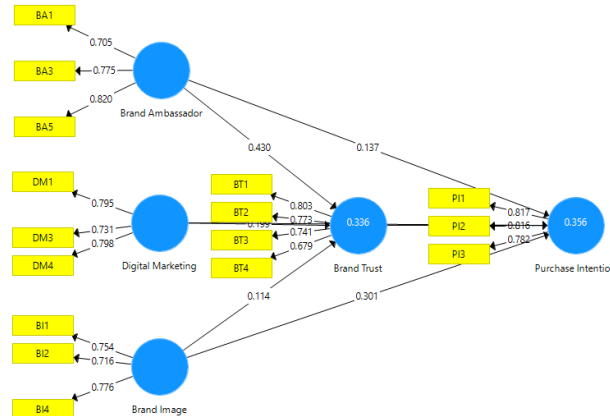 BA1
0.705
BA3
0.775
BA5
0.820
Brand Ambassador
0.430
0.137
DM1
0.795
DM3
0.731
DM4
0.798
Digital Marketing
0.199
BT1
0.803
BT2
0.773
BT3
0.741
BT4
0.679
0.336
Brand Trust
PI1
0.817
PI2
0.816
PI3
0.782
0.356
Purchase Intentio
0.114
0.301
BI1
0.754
BI2
0.716
BI4
0.776
Brand Image